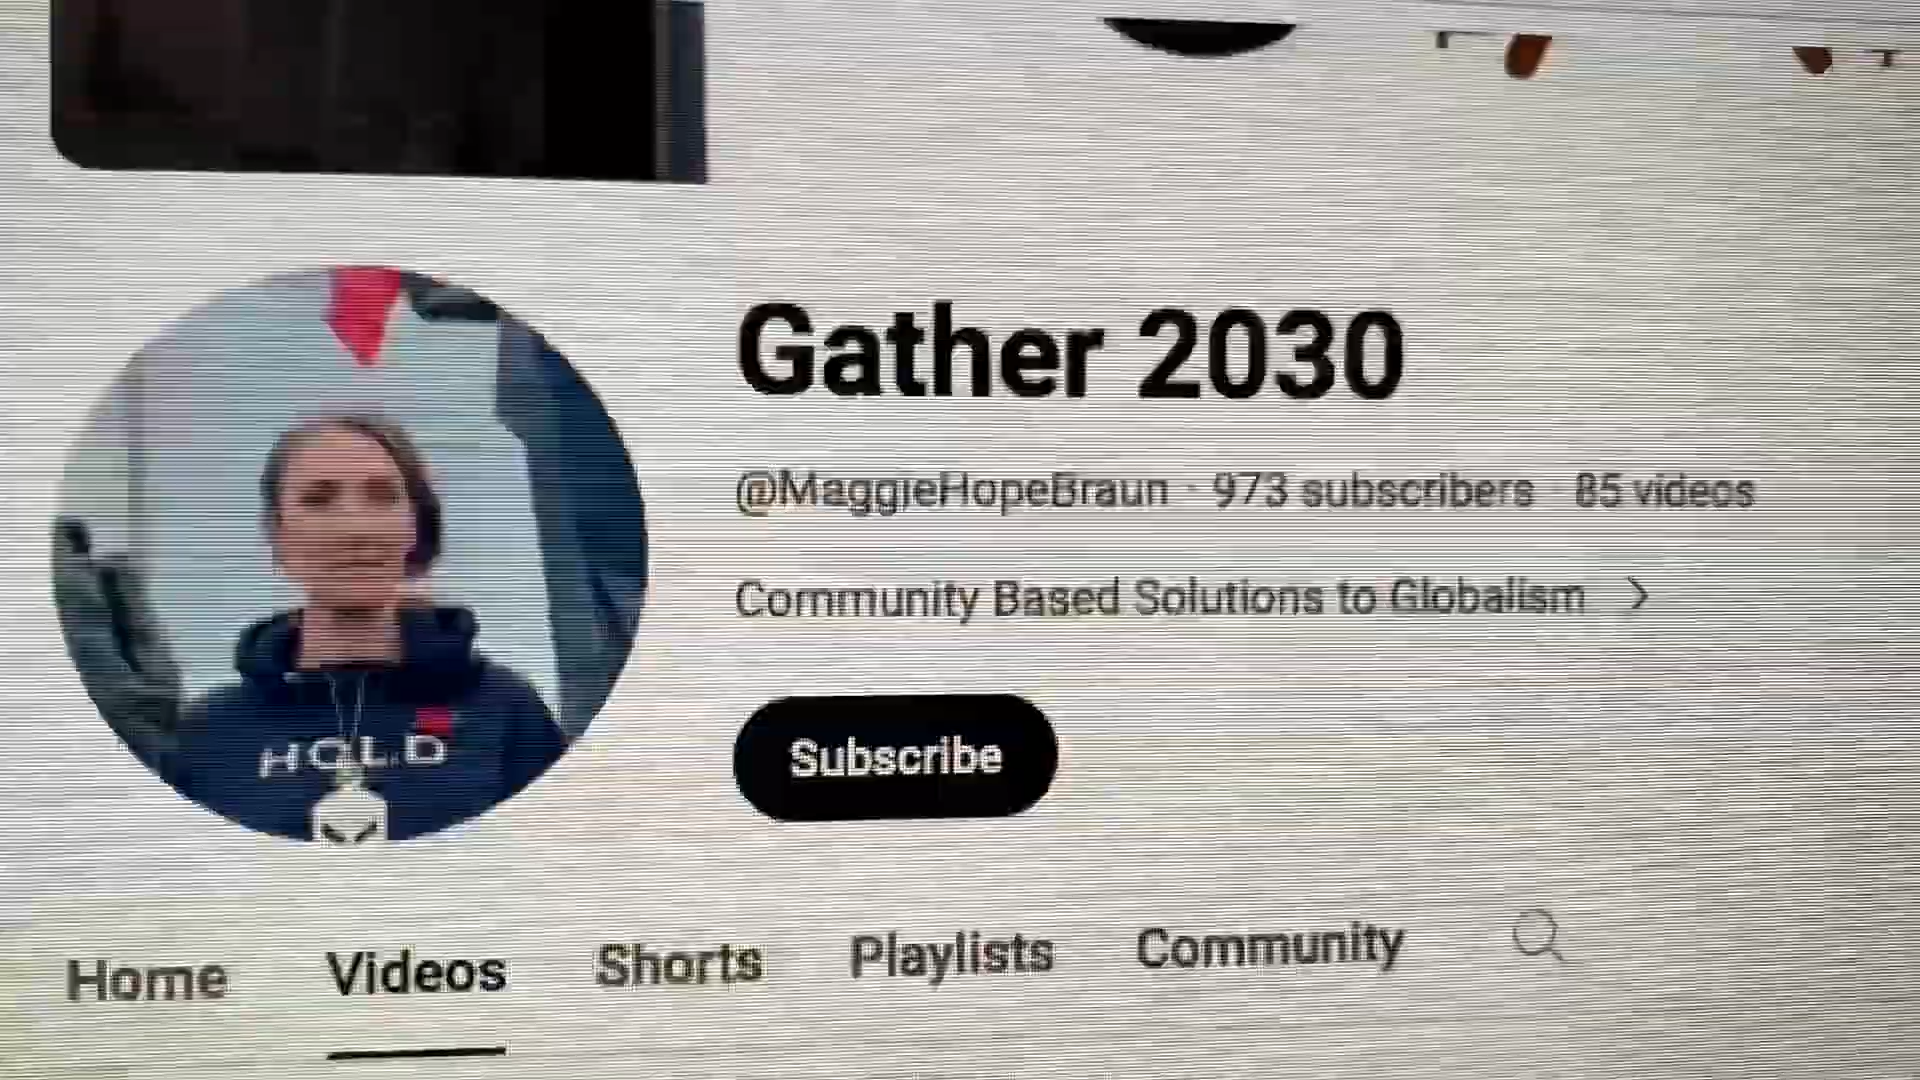 Gather 2030
@MaggieHopeBraun · 973 subscribers · 85 videos
Community Based Solutions to Globalism >
HOLD
Subscribe
Home Videos Shorts Playlists Community